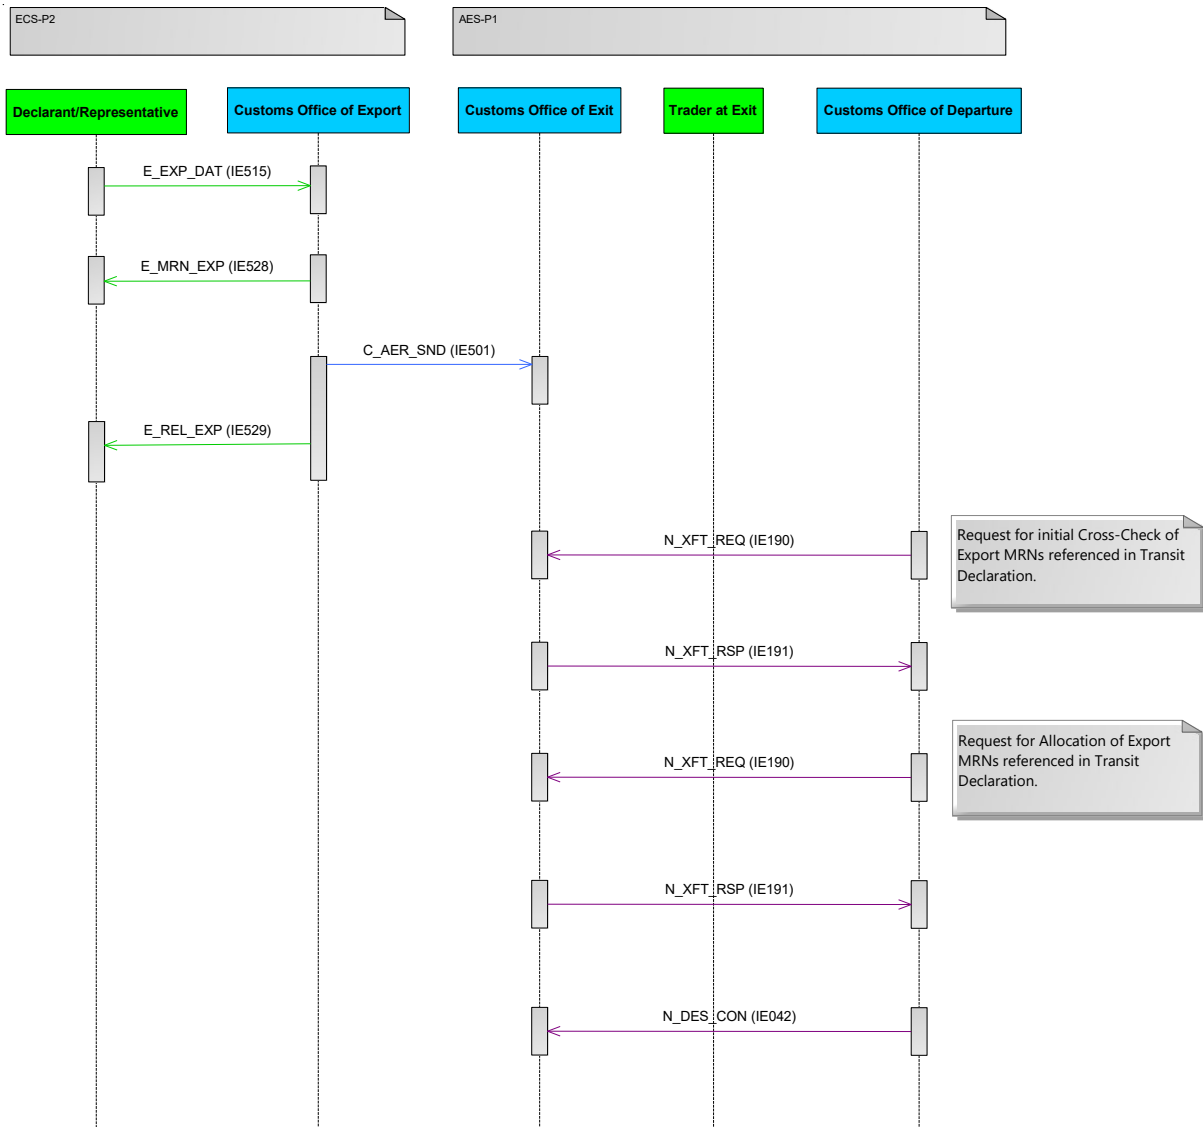 ECS-P2
AES-P1
Declarant/Representative
Customs Office of Export
Customs Office of Exit
Trader at Exit
Customs Office of Departure
E_EXP_DAT (IE515)
E_MRN_EXP (IE528)
C_AER_SND (IE501)
E_REL_EXP (IE529)
N_XFT_REQ (IE190)
Request for initial Cross-Check of
Export MRNs referenced in Transit
Declaration.
N_XFT_RSP (IE191)
N_XFT_REQ (IE190)
Request for Allocation of Export
MRNs referenced in Transit
Declaration.
N_XFT_RSP (IE191)
N_DES_CON (IE042)